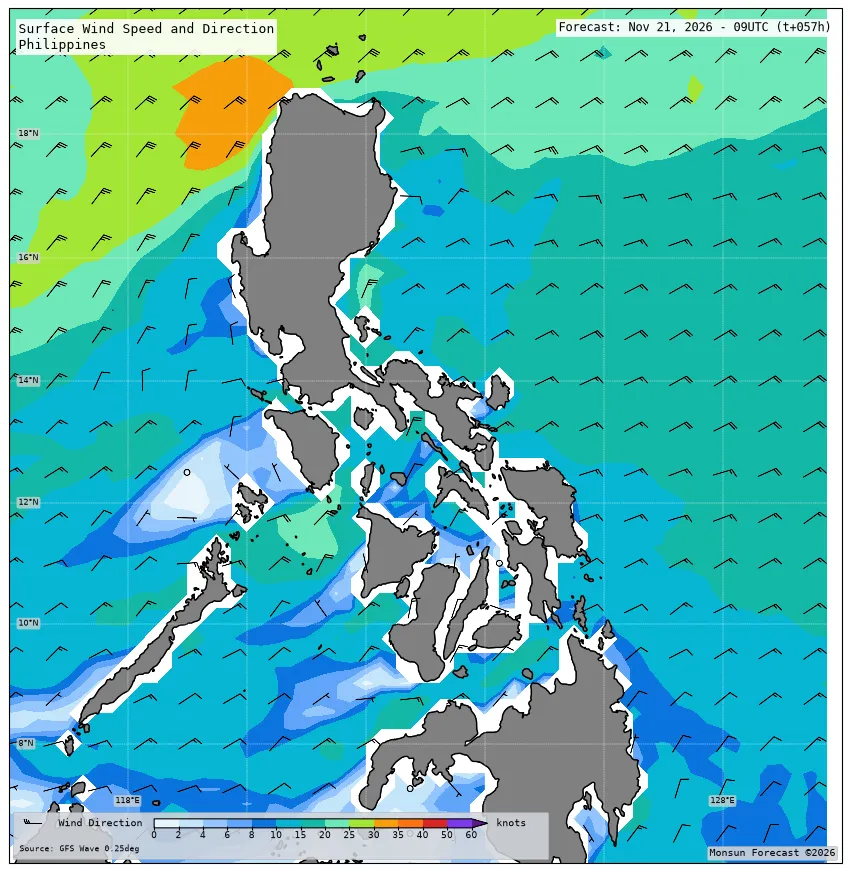 Surface Wind Speed and Direction
Philippines
Forecast: Nov 21, 2026 - 09UTC (t+057h)
18°N
16°N
14°N
12°N
10°N
8°N
118°E
128°E
Wind Direction
0 2 4 6 8 10 15 20 25 30 35 40 50 60
knots
Source: GFS Wave 0.25deg
Monsun Forecast ©2026